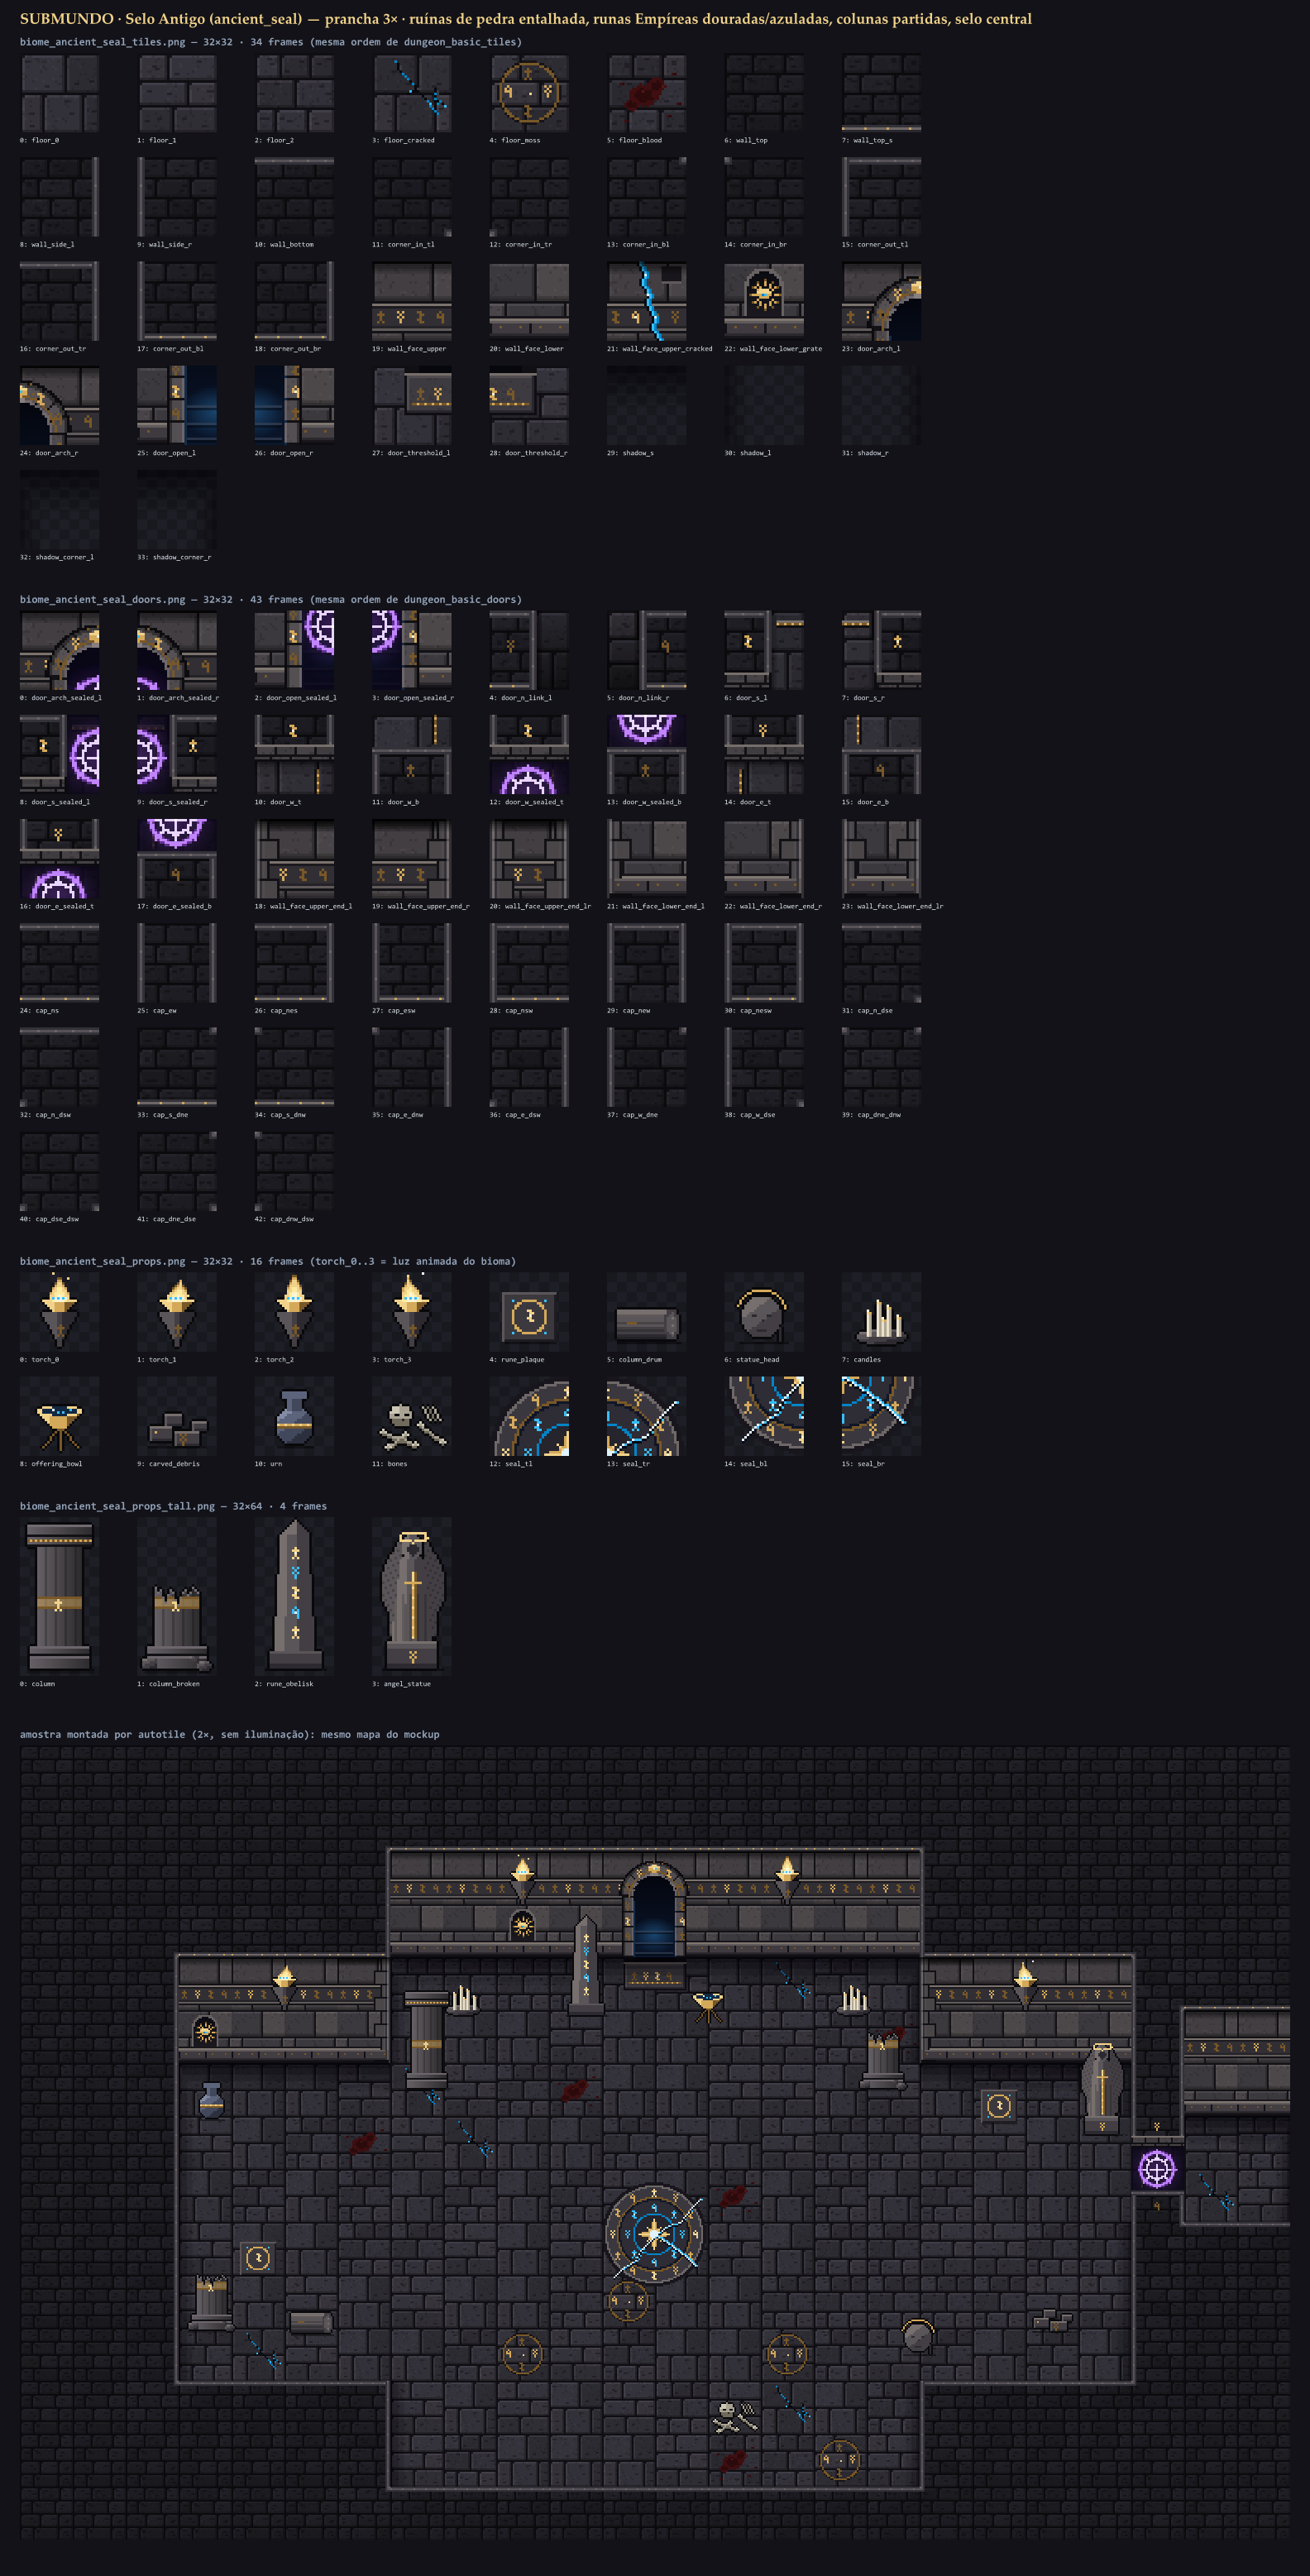 SUBMUNDO · Selo Antigo (ancient_seal) — prancha 3× · ruínas de pedra entalhada, runas Empíreas douradas/azuladas, colunas partidas, selo central
biome_ancient_seal_tiles.png — 32×32 · 34 frames (mesma ordem de dungeon_basic_tiles)
0: floor_0 1: floor_1 2: floor_2 3: floor_cracked 4: floor_moss 5: floor_blood 6: wall_top 7: wall_top_s
8: wall_side_l 9: wall_side_r 10: wall_bottom 11: corner_in_tl 12: corner_in_tr 13: corner_in_bl 14: corner_in_br 15: corner_out_tl
16: corner_out_tr 17: corner_out_bl 18: corner_out_br 19: wall_face_upper 20: wall_face_lower 21: wall_face_upper_cracked 22: wall_face_lower_grate 23: door_arch_l
24: door_arch_r 25: door_open_l 26: door_open_r 27: door_threshold_l 28: door_threshold_r 29: shadow_s 30: shadow_l 31: shadow_r
32: shadow_corner_l 33: shadow_corner_r
biome_ancient_seal_doors.png — 32×32 · 43 frames (mesma ordem de dungeon_basic_doors)
0: door_arch_sealed_l 1: door_arch_sealed_r 2: door_open_sealed_l 3: door_open_sealed_r 4: door_n_link_l 5: door_n_link_r 6: door_s_l 7: door_s_r
8: door_s_sealed_l 9: door_s_sealed_r 10: door_w_t 11: door_w_b 12: door_w_sealed_t 13: door_w_sealed_b 14: door_e_t 15: door_e_b
16: door_e_sealed_t 17: door_e_sealed_b 18: wall_face_upper_end_l 19: wall_face_upper_end_r 20: wall_face_upper_end_lr 21: wall_face_lower_end_l 22: wall_face_lower_end_r 23: wall_face_lower_end_lr
24: cap_ns 25: cap_ew 26: cap_nes 27: cap_esw 28: cap_nsw 29: cap_new 30: cap_nesw 31: cap_n_dse
32: cap_n_dsw 33: cap_s_dne 34: cap_s_dnw 35: cap_e_dnw 36: cap_e_dsw 37: cap_w_dne 38: cap_w_dse 39: cap_dne_dnw
40: cap_dse_dsw 41: cap_dne_dse 42: cap_dnw_dsw
biome_ancient_seal_props.png — 32×32 · 16 frames (torch_0..3 = luz animada do bioma)
0: torch_0 1: torch_1 2: torch_2 3: torch_3 4: rune_plaque 5: column_drum 6: statue_head 7: candles
8: offering_bowl 9: carved_debris 10: urn 11: bones 12: seal_tl 13: seal_tr 14: seal_bl 15: seal_br
biome_ancient_seal_props_tall.png — 32×64 · 4 frames
0: column 1: column_broken 2: rune_obelisk 3: angel_statue
amostra montada por autotile (2×, sem iluminação): mesmo mapa do mockup